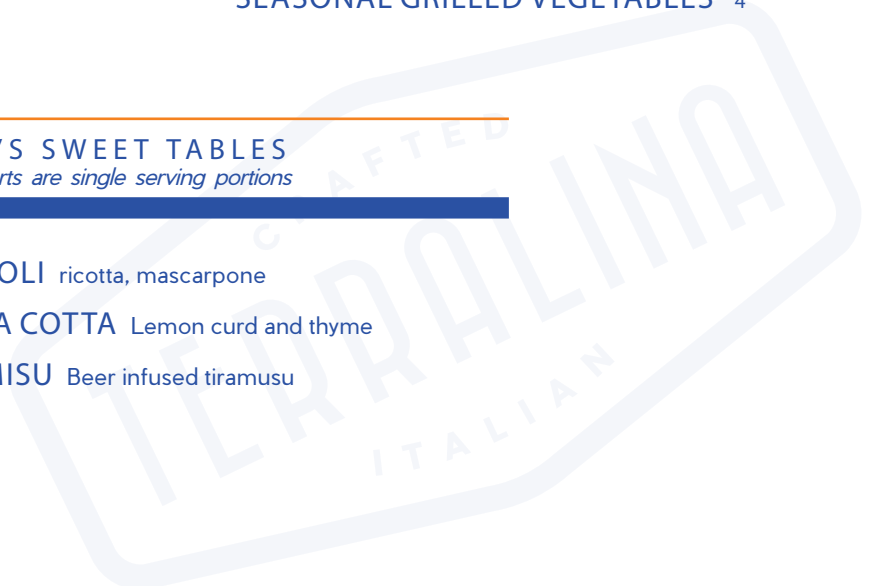 SEASONAL GRILLED VEGETABLES 4
'S SWEET TABLES
rts are single serving portions
OLI ricotta, mascarpone
A COTTA Lemon curd and thyme
MISU Beer infused tiramusu
CRAFTED
TERRALINA
ITALIAN